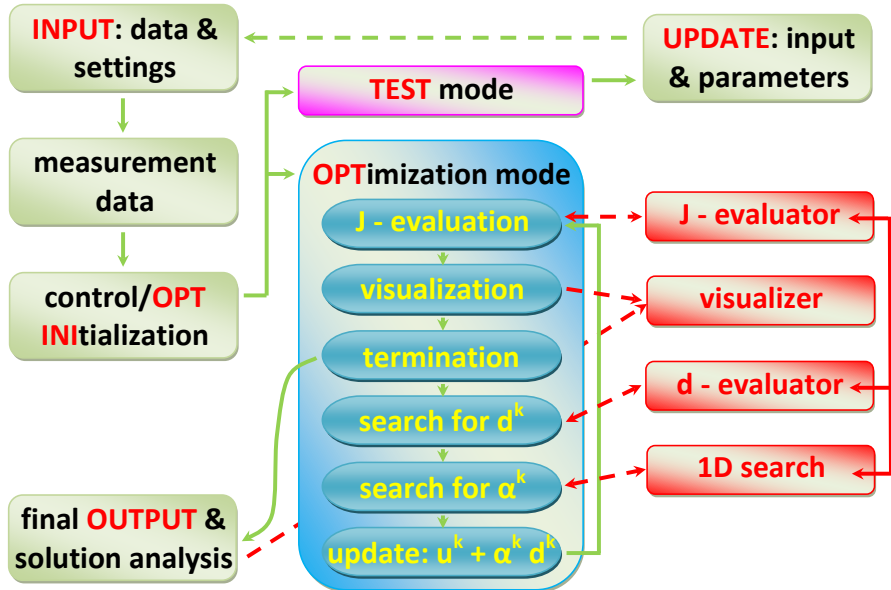 INPUT: data &
settings
UPDATE: input
& parameters
TEST mode
measurement
data
OPTimization mode
J - evaluation
J - evaluator
control/OPT
INItialization
visualization
visualizer
termination
d - evaluator
search for d^k
1D search
search for α^k
final OUTPUT &
solution analysis
update: u^k + α^k d^k